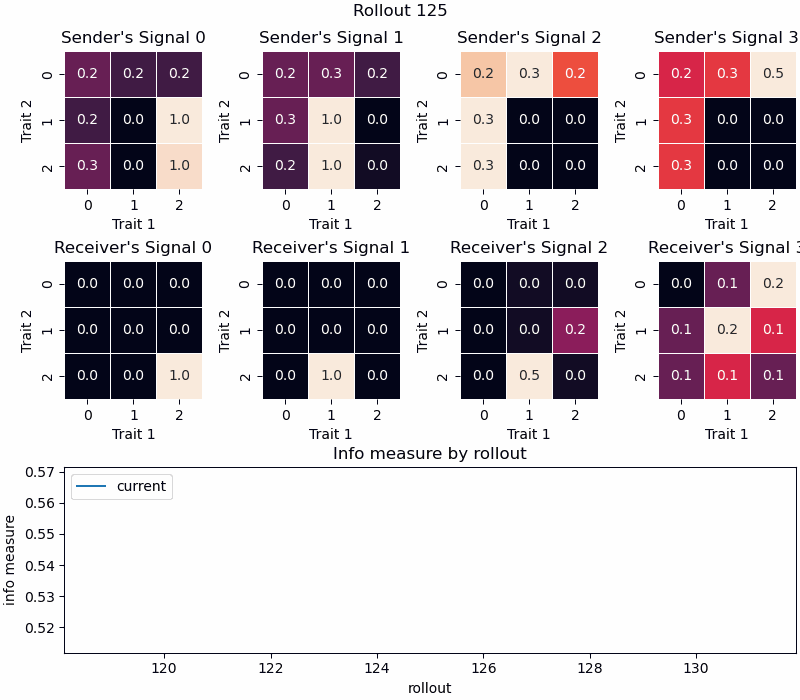 Rollout 125
Sender's Signal 0 Sender's Signal 1 Sender's Signal 2 Sender's Signal 3
0 0.2 0.2 0.2 0 0.2 0.3 0.2 0 0.2 0.3 0.2 0 0.2 0.3 0.5
Trait 2 Trait 2 Trait 2 Trait 2
1 0.2 0.0 1.0 1 0.3 1.0 0.0 1 0.3 0.0 0.0 1 0.3 0.0 0.0
2 0.3 0.0 1.0 2 0.2 1.0 0.0 2 0.3 0.0 0.0 2 0.3 0.0 0.0
0 1 2 0 1 2 0 1 2 0 1 2
Trait 1 Trait 1 Trait 1 Trait 1
Receiver's Signal 0 Receiver's Signal 1 Receiver's Signal 2 Receiver's Signal 3
0 0.0 0.0 0.0 0 0.0 0.0 0.0 0 0.0 0.0 0.0 0 0.0 0.1 0.2
Trait 2 Trait 2 Trait 2 Trait 2
1 0.0 0.0 0.0 1 0.0 0.0 0.0 1 0.0 0.0 0.2 1 0.1 0.2 0.1
2 0.0 0.0 1.0 2 0.0 1.0 0.0 2 0.0 0.5 0.0 2 0.1 0.1 0.1
0 1 2 0 1 2 0 1 2 0 1 2
Trait 1 Trait 1 Trait 1 Trait 1
Info measure by rollout
0.57
current
0.56
0.55
info measure
0.54
0.53
0.52
120 122 124 126 128 130
rollout